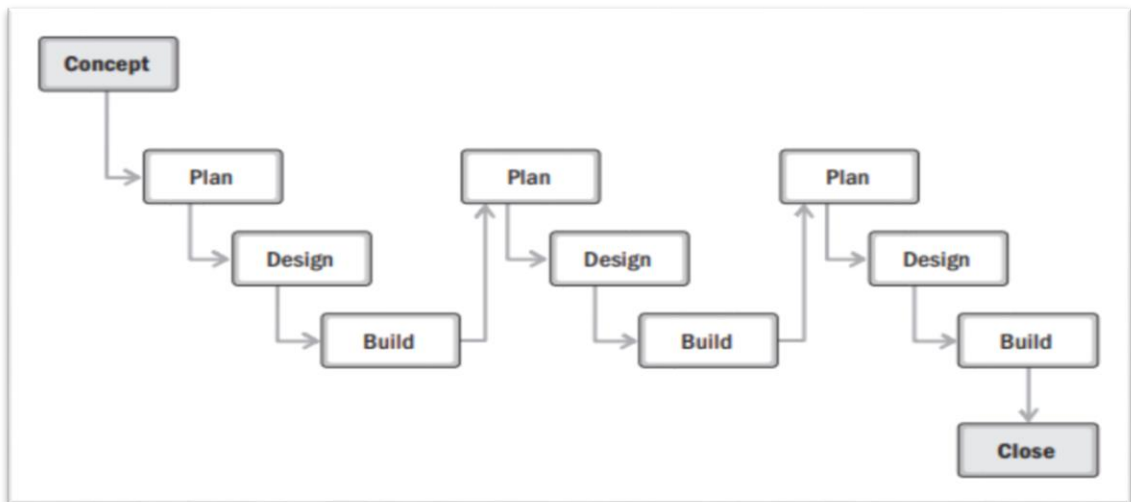 Concept
Plan
Design
Build
Plan
Design
Build
Plan
Design
Build
Close